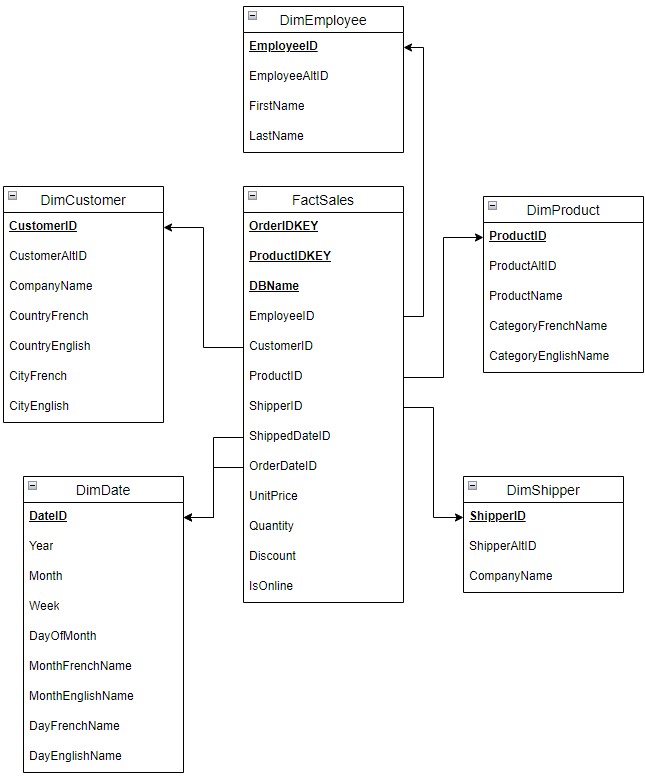 DimEmployee
EmployeeID
EmployeeAltID
FirstName
LastName
DimCustomer
CustomerID
CustomerAltID
CompanyName
CountryFrench
CountryEnglish
CityFrench
CityEnglish
FactSales
OrderIDKEY
ProductIDKEY
DBName
EmployeeID
CustomerID
ProductID
ShipperID
ShippedDateID
OrderDateID
UnitPrice
Quantity
Discount
IsOnline
DimProduct
ProductID
ProductAltID
ProductName
CategoryFrenchName
CategoryEnglishName
DimDate
DateID
Year
Month
Week
DayOfMonth
MonthFrenchName
MonthEnglishName
DayFrenchName
DayEnglishName
DimShipper
ShipperID
ShipperAltID
CompanyName